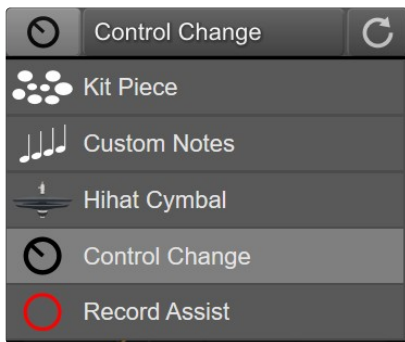 Control Change
Kit Piece
Custom Notes
Hihat Cymbal
Control Change
Record Assist